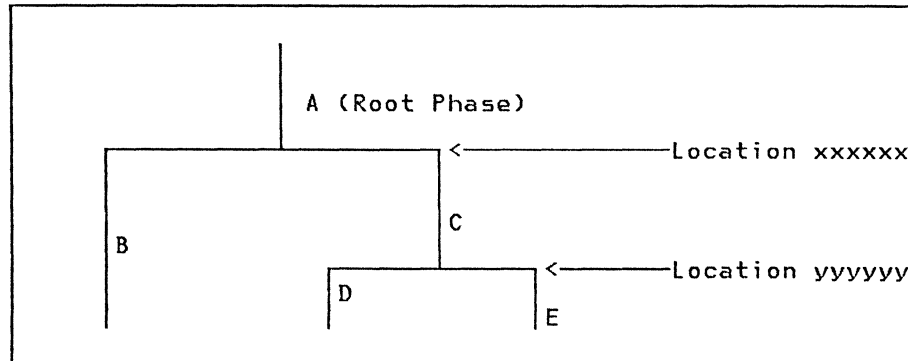 A (Root Phase)
< Location xxxxxx
B
C
< Location yyyyyy
D
E